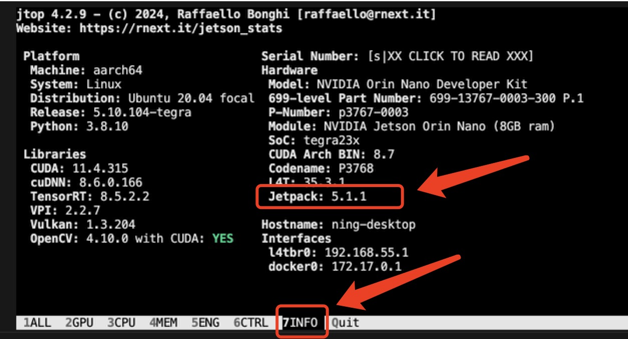 jtop 4.2.9 - (c) 2024, Raffaello Bonghi [raffaello@rnext.it]
Website: https://rnext.it/jetson_stats
Platform
Machine: aarch64
System: Linux
Distribution: Ubuntu 20.04 focal
Release: 5.10.104-tegra
Python: 3.8.10
Libraries
CUDA: 11.4.315
cuDNN: 8.6.0.166
TensorRT: 8.5.2.2
VPI: 2.2.7
Vulkan: 1.3.204
OpenCV: 4.10.0 with CUDA: YES
Serial Number: [s|XX CLICK TO READ XXX]
Hardware
Model: NVIDIA Orin Nano Developer Kit
699-level Part Number: 699-13767-0003-300 P.1
P-Number: p3767-0003
Module: NVIDIA Jetson Orin Nano (8GB ram)
SoC: tegra23x
CUDA Arch BIN: 8.7
Codename: P3768
L4T: 35.3.1
Jetpack: 5.1.1
Hostname: ning-desktop
Interfaces
l4tbr0: 192.168.55.1
docker0: 172.17.0.1
1ALL 2GPU 3CPU 4MEM 5ENG 6CTRL 7INFO Quit